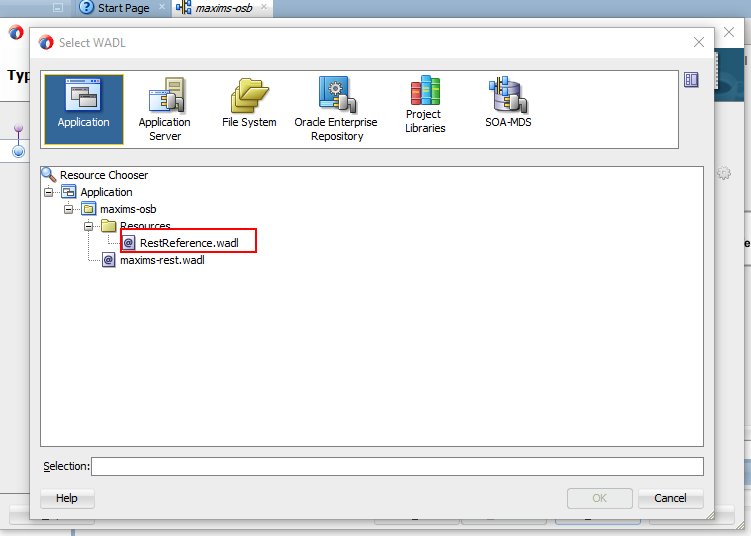 Start Page
maxims-osb
Select WADL
Typ
Application
Application
Server
File System
Oracle Enterprise
Repository
Project
Libraries
SOA-MDS
Resource Chooser
Application
maxims-osb
Resources
RestReference.wadl
maxims-rest.wadl
Selection:
Help
OK
Cancel